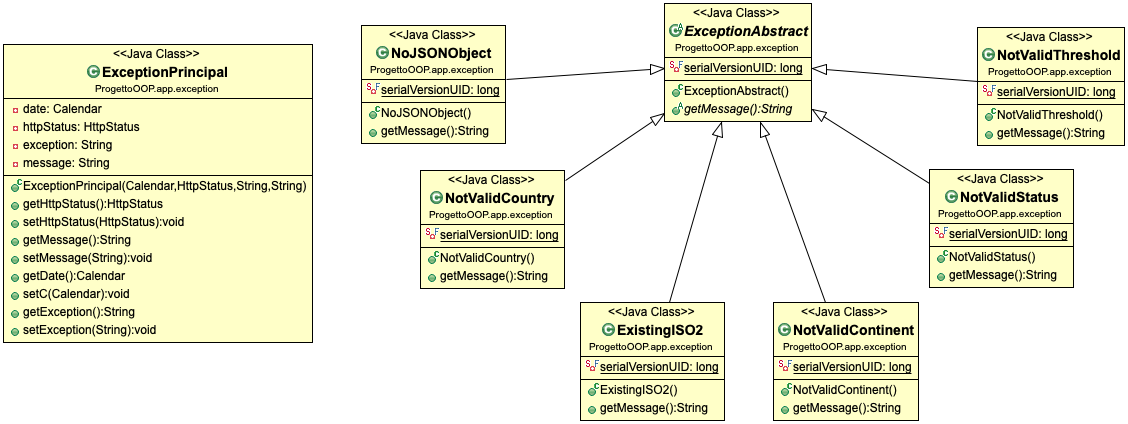 <<Java Class>>
ExceptionPrincipal
ProgettoOOP.app.exception
date: Calendar
httpStatus: HttpStatus
exception: String
message: String
ExceptionPrincipal(Calendar,HttpStatus,String,String)
getHttpStatus():HttpStatus
setHttpStatus(HttpStatus):void
getMessage():String
setMessage(String):void
getDate():Calendar
setC(Calendar):void
getException():String
setException(String):void
<<Java Class>>
NoJSONObject
ProgettoOOP.app.exception
serialVersionUID: long
NoJSONObject()
getMessage():String
<<Java Class>>
ExceptionAbstract
ProgettoOOP.app.exception
serialVersionUID: long
ExceptionAbstract()
getMessage():String
<<Java Class>>
NotValidThreshold
ProgettoOOP.app.exception
serialVersionUID: long
NotValidThreshold()
getMessage():String
<<Java Class>>
NotValidCountry
ProgettoOOP.app.exception
serialVersionUID: long
NotValidCountry()
getMessage():String
<<Java Class>>
NotValidStatus
ProgettoOOP.app.exception
serialVersionUID: long
NotValidStatus()
getMessage():String
<<Java Class>>
ExistingISO2
ProgettoOOP.app.exception
serialVersionUID: long
ExistingISO2()
getMessage():String
<<Java Class>>
NotValidContinent
ProgettoOOP.app.exception
serialVersionUID: long
NotValidContinent()
getMessage():String